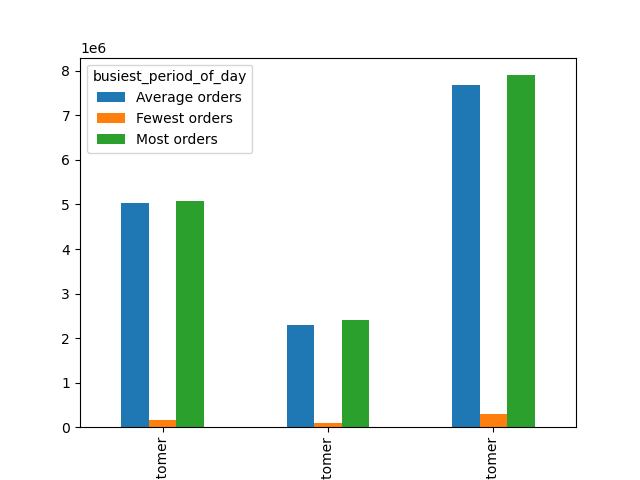 1e6
busiest_period_of_day
Average orders
Fewest orders
Most orders
8
7
6
5
4
3
2
1
0
tomer
tomer
tomer